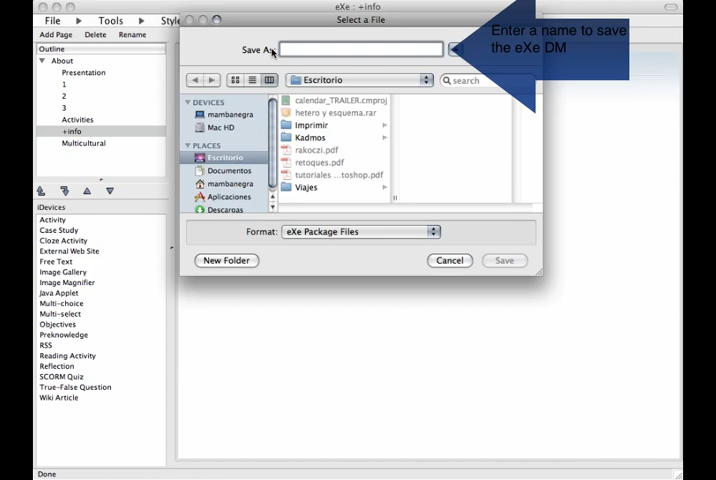 eXe : +info
File Tools Style
Select a File
Add Page Delete Rename
Outline
About
Presentation
1
2
3
Activities
+info
Multicultural
iDevices
Activity
Case Study
Cloze Activity
External Web Site
Free Text
Image Gallery
Image Magnifier
Java Applet
Multi-choice
Multi-select
Objectives
Preknowledge
RSS
Reading Activity
Reflection
SCORM Quiz
True-False Question
Wiki Article
Done
Save As:
Enter a name to save
the eXe DM
Escritorio
search
DEVICES
mambanegra
Mac HD
PLACES
Escritorio
Documentos
mambanegra
Aplicaciones
Descargas
calendar_TRAILER.cmproj
hetero y esquema.rar
Imprimir
Kadmos
rakoczi.pdf
retoques.pdf
tutoriales ...toshop.pdf
Viajes
Format: eXe Package Files
New Folder Cancel Save